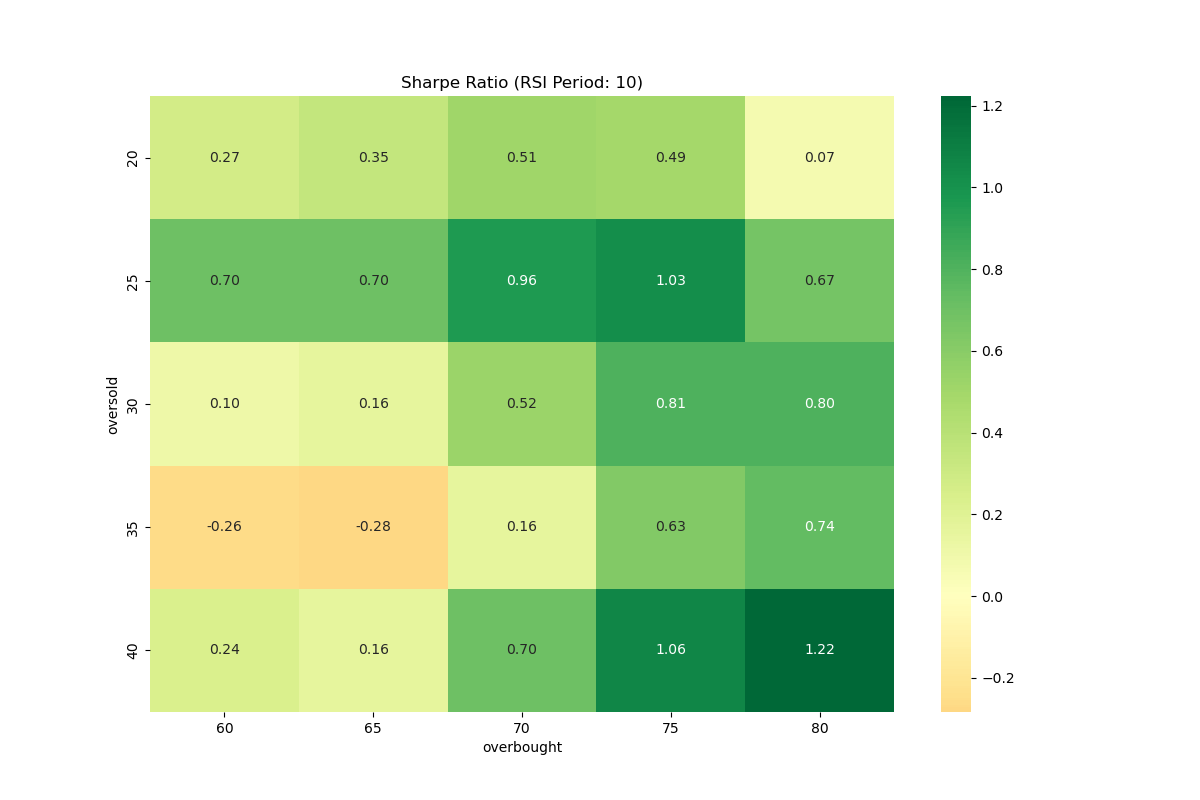 Sharpe Ratio (RSI Period: 10)
oversold
20 0.27 0.35 0.51 0.49 0.07
25 0.70 0.70 0.96 1.03 0.67
30 0.10 0.16 0.52 0.81 0.80
35 -0.26 -0.28 0.16 0.63 0.74
40 0.24 0.16 0.70 1.06 1.22
60 65 70 75 80
overbought
1.2
1.0
0.8
0.6
0.4
0.2
0.0
−0.2